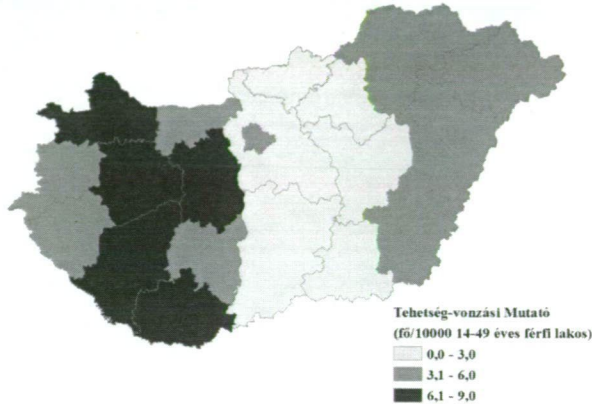 Tehetség-vonzási Mutató
(fő/10000 14-49 éves férfi lakos)
0,0 - 3,0
3,1 - 6,0
6,1 - 9,0